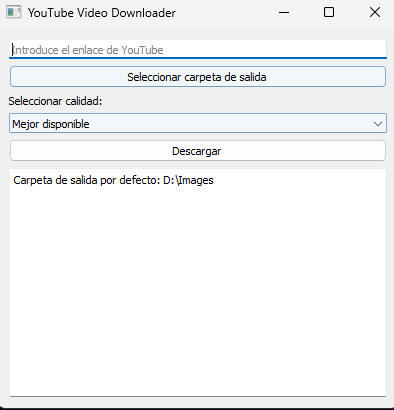 YouTube Video Downloader
Introduce el enlace de YouTube
Seleccionar carpeta de salida
Seleccionar calidad:
Mejor disponible
Descargar
Carpeta de salida por defecto: D:\Images